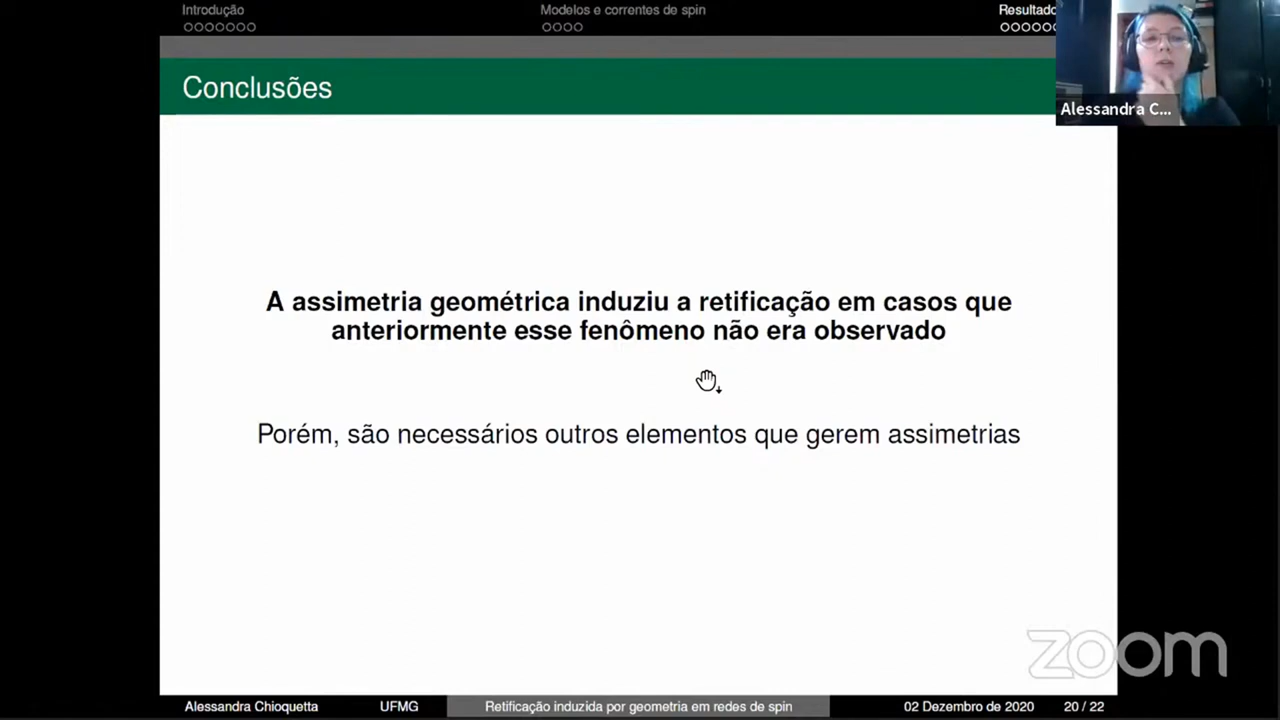 Introdução
Modelos e correntes de spin
Resultado
Alessandra C...
Conclusões
A assimetria geométrica induziu a retificação em casos que
anteriormente esse fenômeno não era observado
Porém, são necessários outros elementos que gerem assimetrias
zoom
Alessandra Chioquetta
UFMG
Retificação induzida por geometria em redes de spin
02 Dezembro de 2020
20 / 22